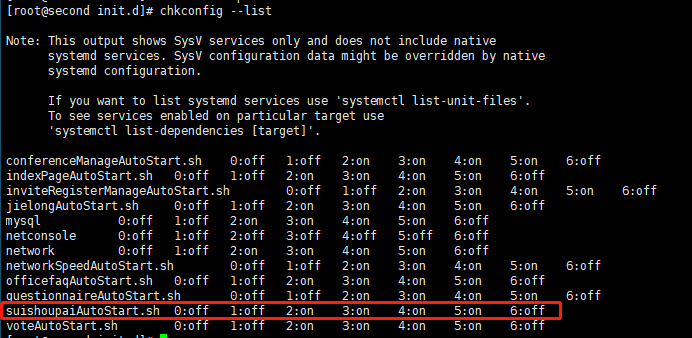 [root@second init.d]# chkconfig --list
Note: This output shows SysV services only and does not include native
systemd services. SysV configuration data might be overridden by native
systemd configuration.
If you want to list systemd services use 'systemctl list-unit-files'.
To see services enabled on particular target use
'systemctl list-dependencies [target]'.
conferenceManageAutoStart.sh 0:off 1:off 2:on 3:on 4:on 5:on 6:off
indexPageAutoStart.sh 0:off 1:off 2:on 3:on 4:on 5:on 6:off
inviteRegisterManageAutoStart.sh 0:off 1:off 2:on 3:on 4:on 5:on 6:off
jielongAutoStart.sh 0:off 1:off 2:on 3:on 4:on 5:on 6:off
mysql 0:off 1:off 2:on 3:on 4:on 5:on 6:off
netconsole 0:off 1:off 2:off 3:off 4:off 5:off 6:off
network 0:off 1:off 2:on 3:on 4:on 5:on 6:off
networkSpeedAutoStart.sh 0:off 1:off 2:on 3:on 4:on 5:on 6:off
officefaqAutoStart.sh 0:off 1:off 2:on 3:on 4:on 5:on 6:off
questionnaireAutoStart.sh 0:off 1:off 2:on 3:on 4:on 5:on 6:off
suishoupaiAutoStart.sh 0:off 1:off 2:on 3:on 4:on 5:on 6:off
voteAutoStart.sh 0:off 1:off 2:on 3:on 4:on 5:on 6:off
[root@second init.d]#